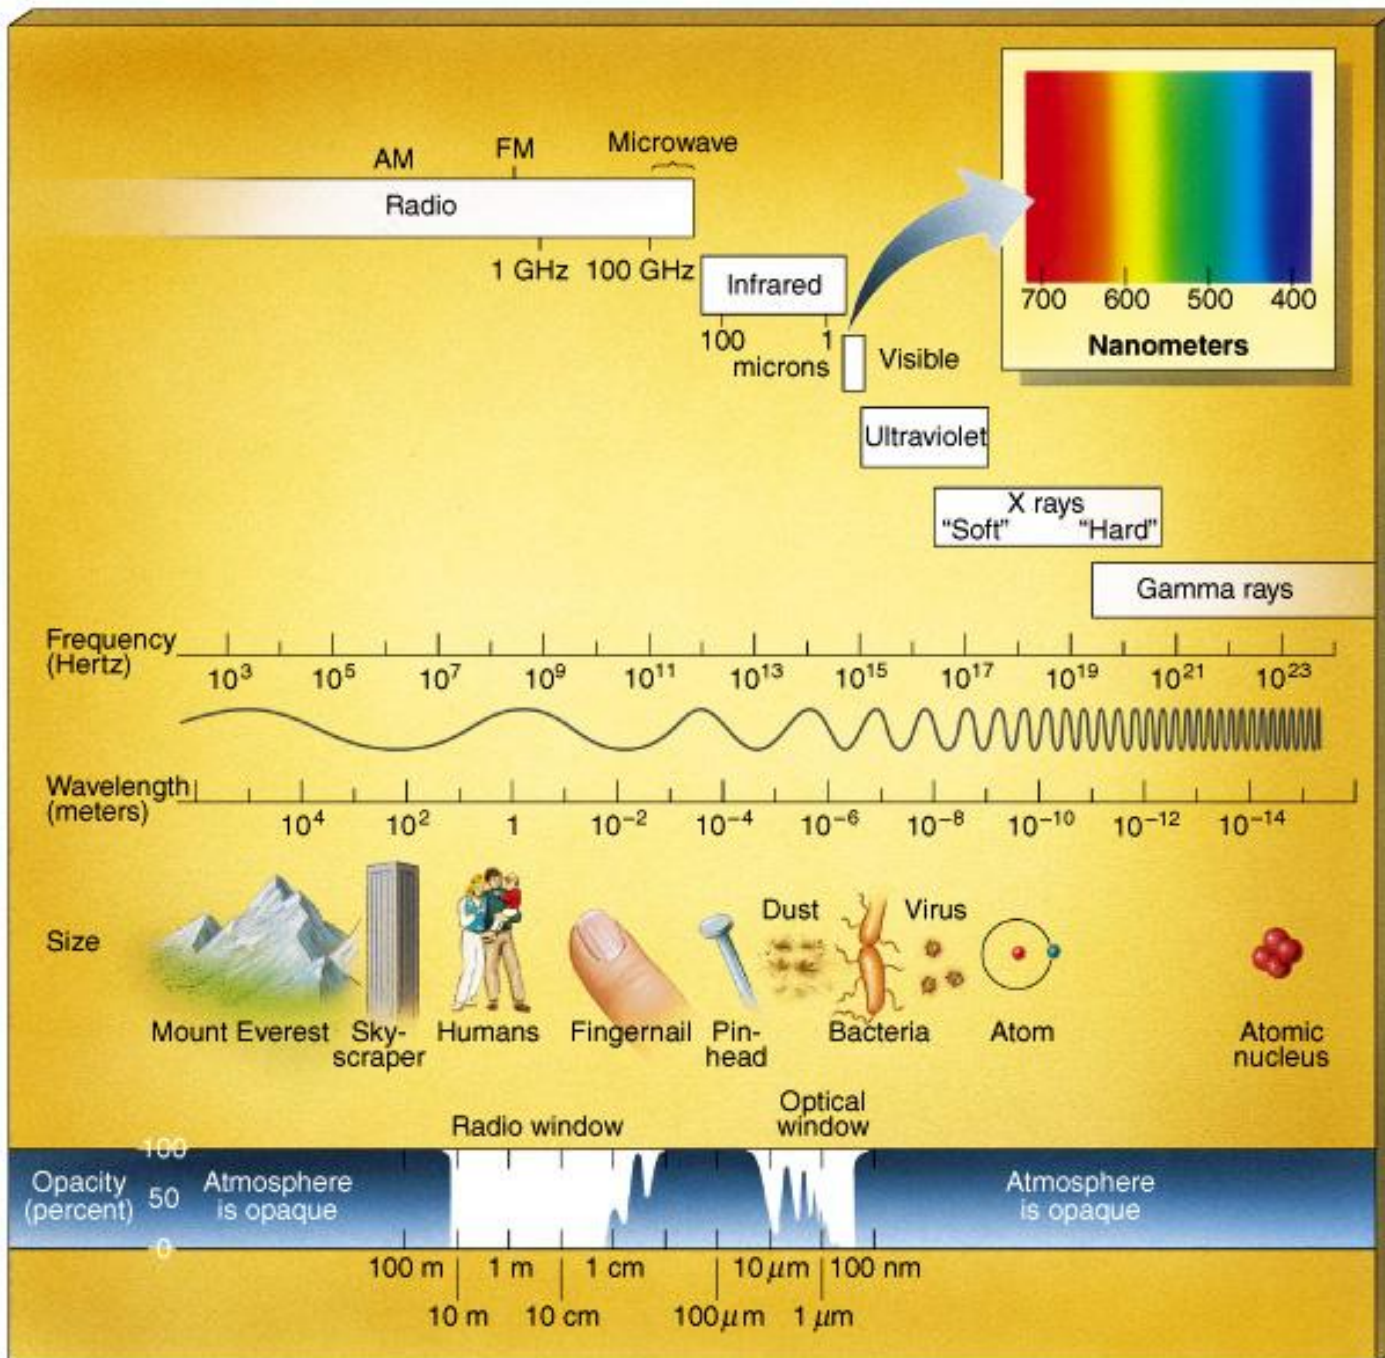 AM
FM
Microwave
Radio
1 GHz 100 GHz
Infrared
100
1
microns
Visible
700 600 500 400
Nanometers
Ultraviolet
X rays
“Soft” “Hard”
Gamma rays
Frequency
(Hertz)
10³ 10⁵ 10⁷ 10⁹ 10¹¹ 10¹³ 10¹⁵ 10¹⁷ 10¹⁹ 10²¹ 10²³
Wavelength
(meters)
10⁴ 10² 1 10⁻² 10⁻⁴ 10⁻⁶ 10⁻⁸ 10⁻¹⁰ 10⁻¹² 10⁻¹⁴
Size
Dust
Virus
Mount Everest
Sky-
scraper
Humans
Fingernail
Pin-
head
Bacteria
Atom
Atomic
nucleus
Radio window
Optical
window
Opacity
(percent)
100
50
0
Atmosphere
is opaque
Atmosphere
is opaque
100 m 1 m 1 cm 10 μm 100 nm
10 m 10 cm 100 μm 1 μm